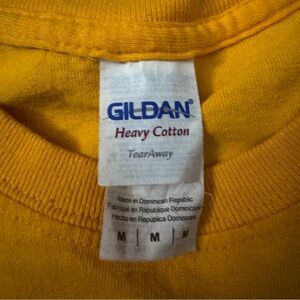 GILDAN®
Heavy Cotton
TearAway
Made in Dominican Republic
Fabriqué en République Dominicaine
Hecho en República Dominicana
M | M | M